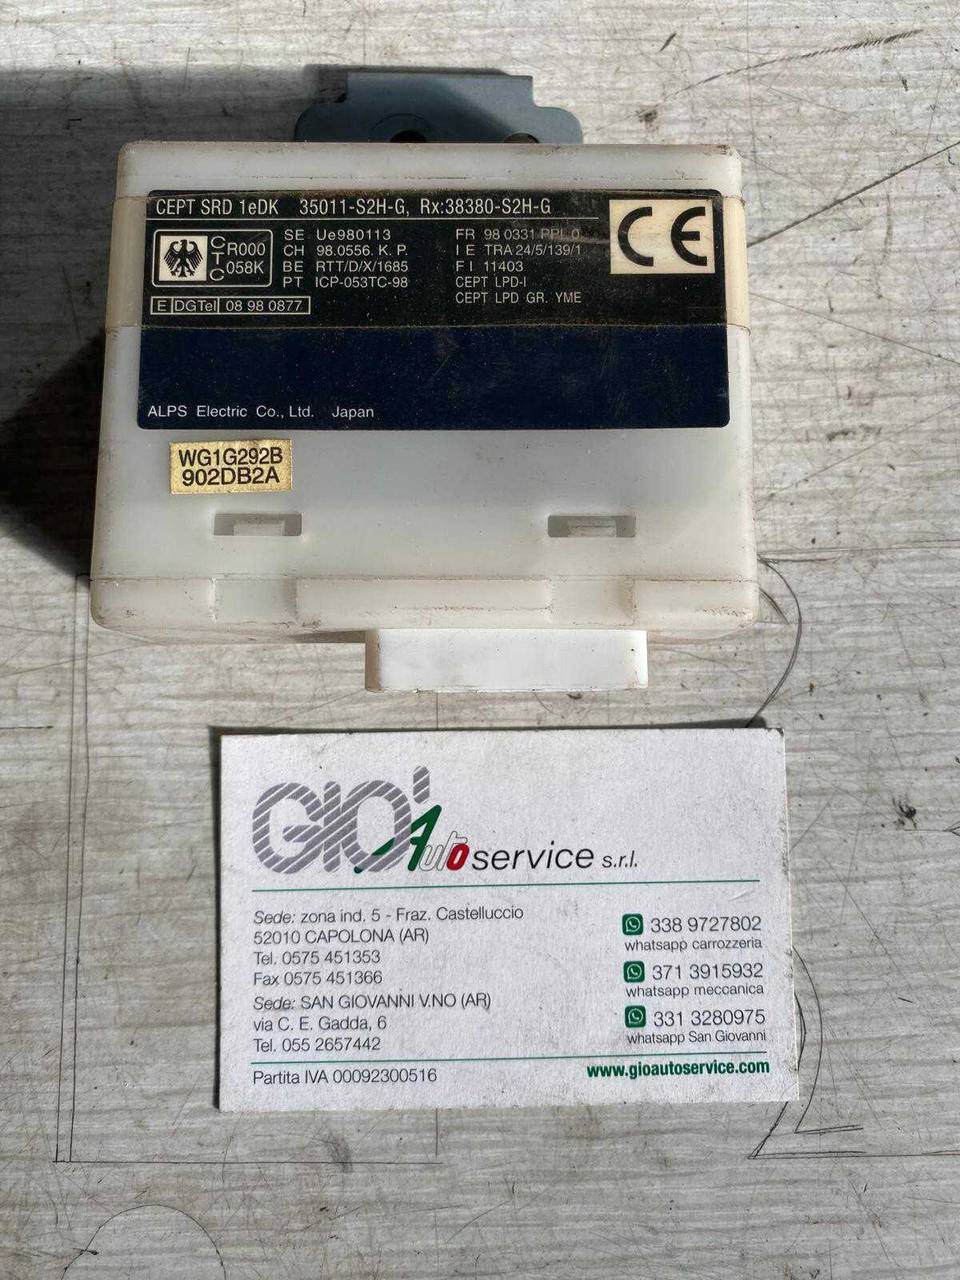 CEPT SRD 1eDK 35011-S2H-G, Rx:38380-S2H-G
CTC R000 058K
SE Ue980113
CH 98.0556. K. P.
BE RTT/D/X/1685
PT ICP-053TC-98
FR 98 0331 PPL 0
IE TRA 24/5/139/1
FI 11403
CEPT LPD-I
CEPT LPD GR. YME
E DGTel 08 98 0877
CE
ALPS Electric Co., Ltd. Japan
WG1G292B
902DB2A
GIO' Auto service s.r.l.
Sede: zona ind. 5 - Fraz. Castelluccio
52010 CAPOLONA (AR)
Tel. 0575 451353
Fax 0575 451366
Sede: SAN GIOVANNI V.NO (AR)
via C. E. Gadda, 6
Tel. 055 2657442
338 9727802
whatsapp carrozzeria
371 3915932
whatsapp meccanica
331 3280975
whatsapp San Giovanni
Partita IVA 00092300516
www.gioautoservice.com